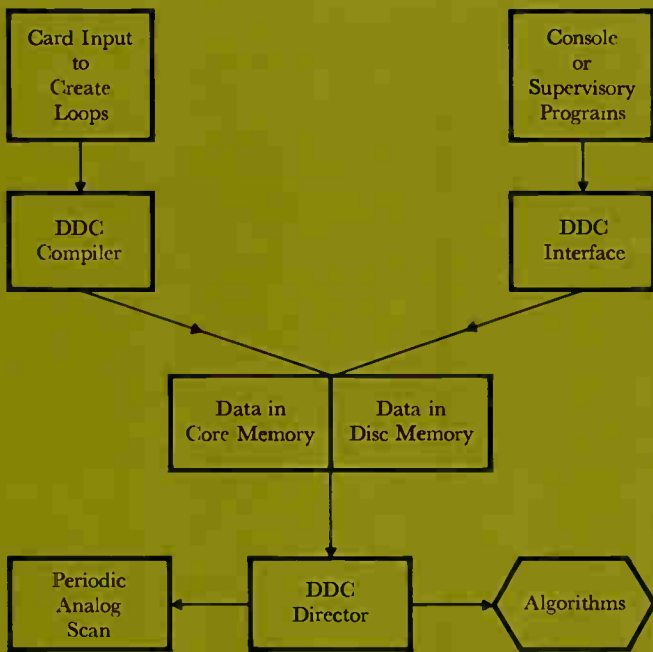 Card Input
to
Create
Loops
Console
or
Supervisory
Programs
DDC
Compiler
DDC
Interface
Data in
Core Memory
Data in
Disc Memory
Periodic
Analog
Scan
DDC
Director
Algorithms